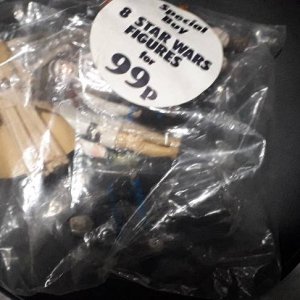 Special
Buy
8 STAR WARS
FIGURES
for
99p